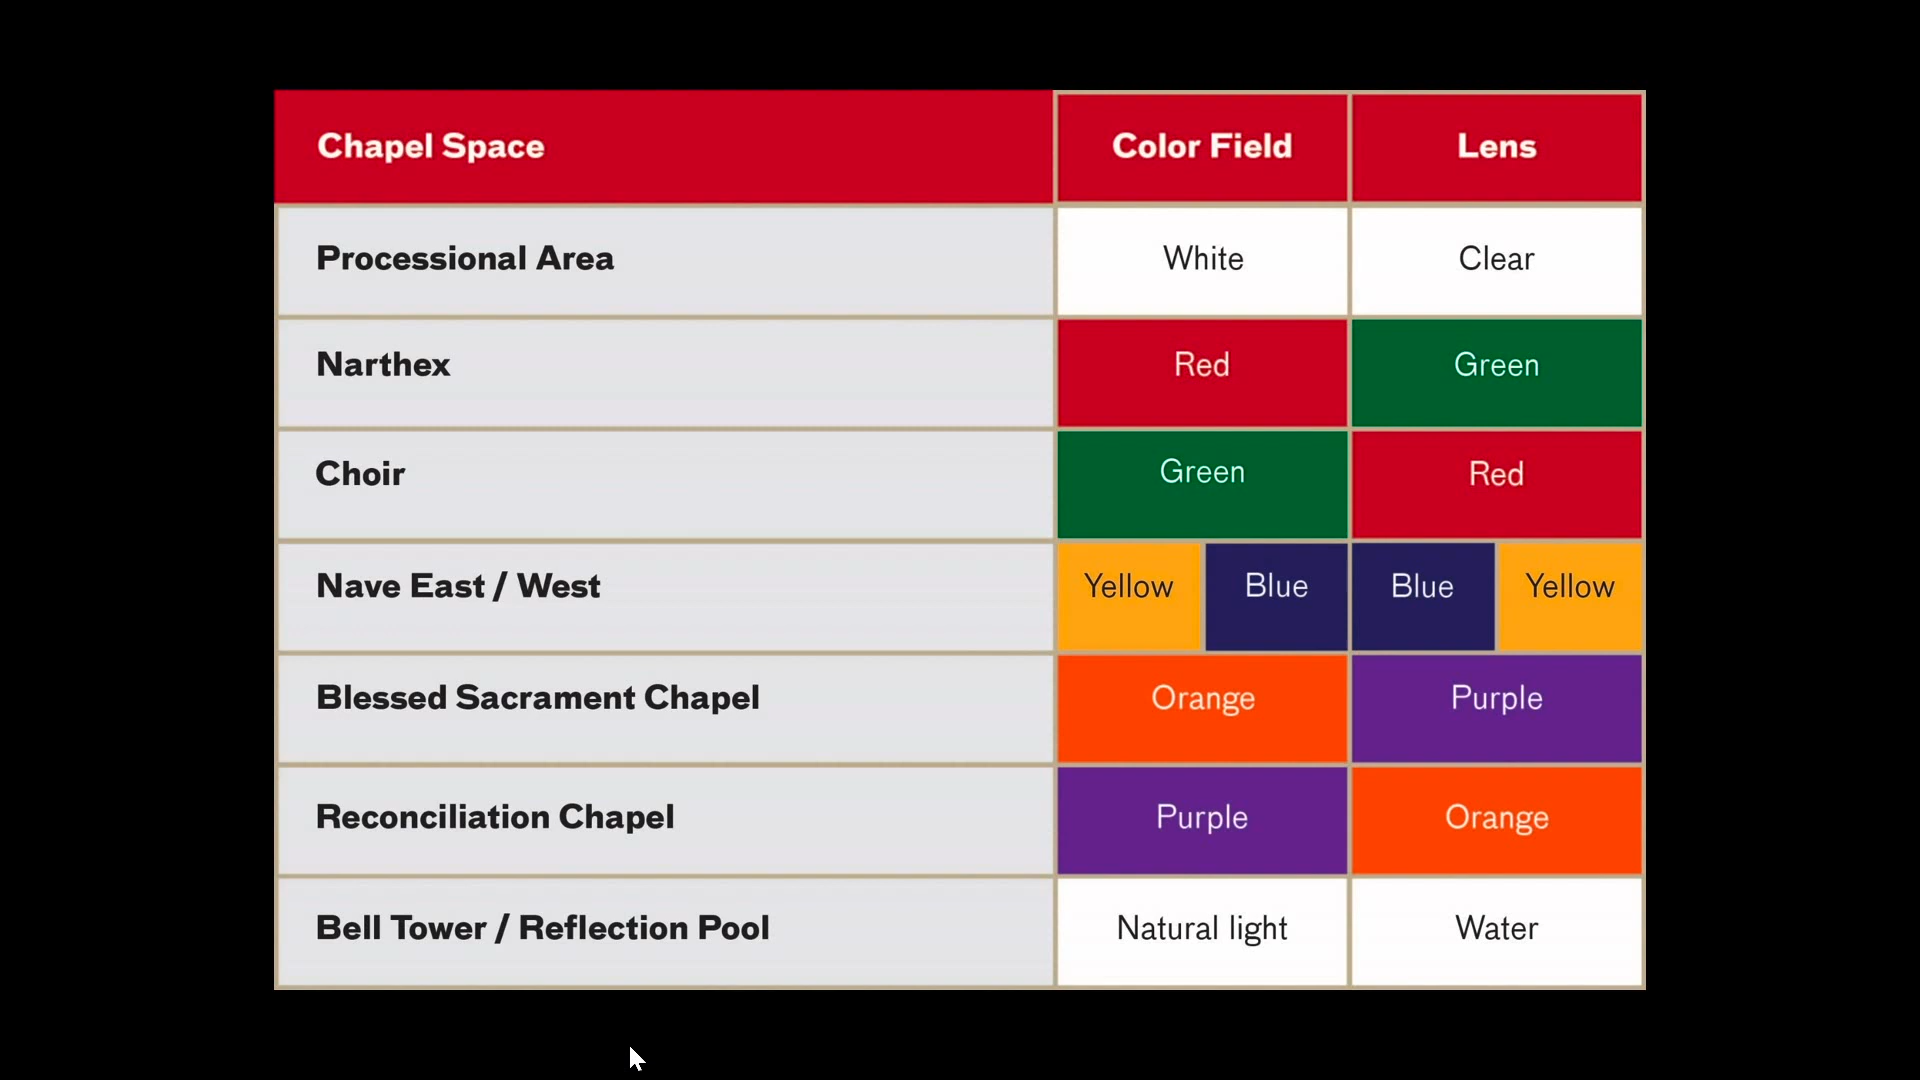 Chapel Space Color Field Lens
Processional Area White Clear
Narthex Red Green
Choir Green Red
Nave East / West Yellow Blue Blue Yellow
Blessed Sacrament Chapel Orange Purple
Reconciliation Chapel Purple Orange
Bell Tower / Reflection Pool Natural light Water